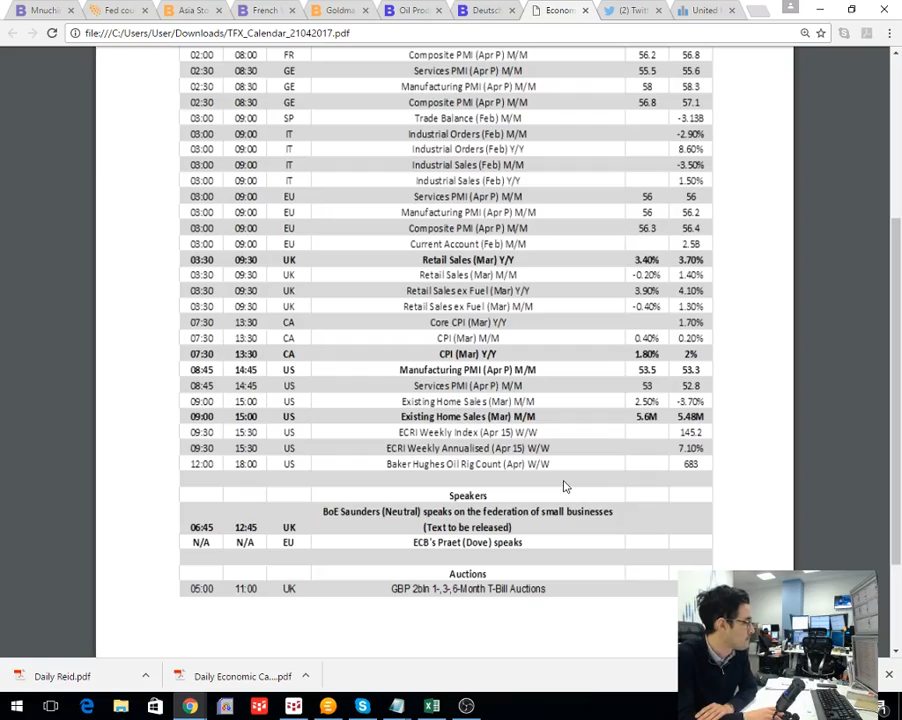 Mnuchi
Fed cou
Asia Sto
French
Goldma
Oil Proc
Deutsch
Econom
(2) Twitt
United
file:///C:/Users/User/Downloads/TFX_Calendar_21042017.pdf
02:00 08:00 FR Composite PMI (Apr P) M/M 56.2 56.8
02:30 08:30 GE Services PMI (Apr P) M/M 55.5 55.6
02:30 08:30 GE Manufacturing PMI (Apr P) M/M 58 58.3
02:30 08:30 GE Composite PMI (Apr P) M/M 56.8 57.1
03:00 09:00 SP Trade Balance (Feb) M/M -3.13B
03:00 09:00 IT Industrial Orders (Feb) M/M -2.90%
03:00 09:00 IT Industrial Orders (Feb) Y/Y 8.60%
03:00 09:00 IT Industrial Sales (Feb) M/M -3.50%
03:00 09:00 IT Industrial Sales (Feb) Y/Y 1.50%
03:00 09:00 EU Services PMI (Apr P) M/M 56 56
03:00 09:00 EU Manufacturing PMI (Apr P) M/M 56 56.2
03:00 09:00 EU Composite PMI (Apr P) M/M 56.3 56.4
03:00 09:00 EU Current Account (Feb) M/M 2.5B
03:30 09:30 UK Retail Sales (Mar) Y/Y 3.40% 3.70%
03:30 09:30 UK Retail Sales (Mar) M/M -0.20% 1.40%
03:30 09:30 UK Retail Sales ex Fuel (Mar) Y/Y 3.90% 4.10%
03:30 09:30 UK Retail Sales ex Fuel (Mar) M/M -0.40% 1.30%
07:30 13:30 CA Core CPI (Mar) Y/Y 1.70%
07:30 13:30 CA CPI (Mar) M/M 0.40% 0.20%
07:30 13:30 CA CPI (Mar) Y/Y 1.80% 2%
08:45 14:45 US Manufacturing PMI (Apr P) M/M 53.5 53.3
08:45 14:45 US Services PMI (Apr P) M/M 53 52.8
09:00 15:00 US Existing Home Sales (Mar) M/M 2.50% -3.70%
09:00 15:00 US Existing Home Sales (Mar) M/M 5.6M 5.48M
09:30 15:30 US ECRI Weekly Index (Apr 15) W/W 145.2
09:30 15:30 US ECRI Weekly Annualised (Apr 15) W/W 7.10%
12:00 18:00 US Baker Hughes Oil Rig Count (Apr) W/W 683
Speakers
BoE Saunders (Neutral) speaks on the federation of small businesses
06:45 12:45 UK (Text to be released)
N/A N/A EU ECB's Praet (Dove) speaks
Auctions
05:00 11:00 UK GBP 2bln 1-,3-,6-Month T-Bill Auctions
Daily Reid.pdf
Daily Economic Ca....pdf